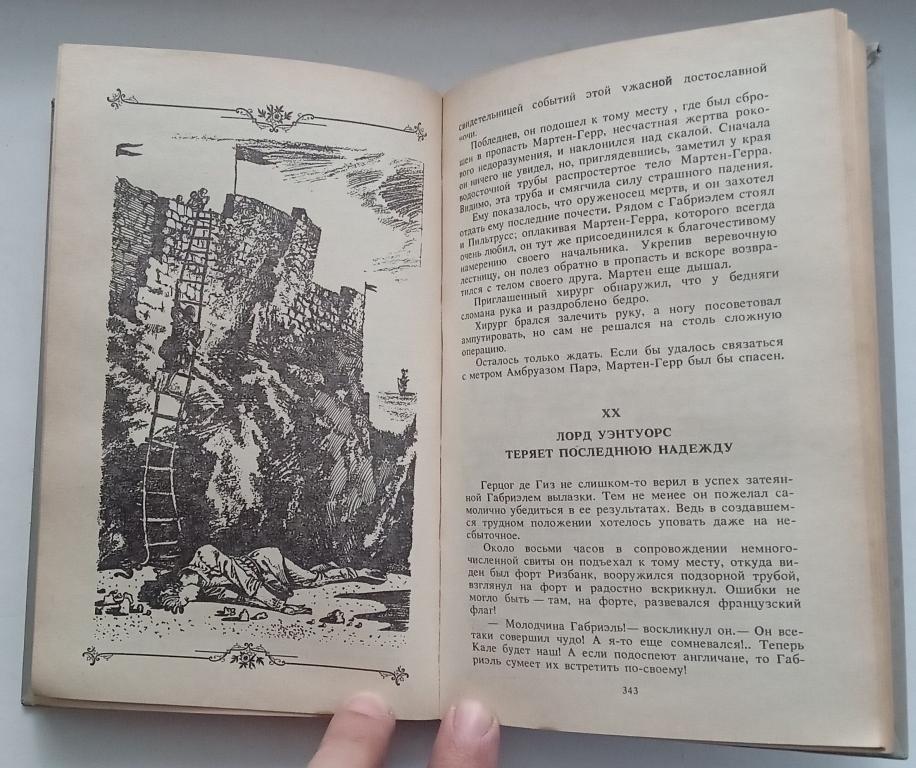 свидетельницей событий этой ужасной достославной
ночи.
Побледнев, он подошел к тому месту , где был сбро-
шен в пропасть Мартен-Герр, несчастная жертва роко-
вого недоразумения, и наклонился над скалой. Сначала
он ничего не увидел, но, приглядевшись, заметил у края
водосточной трубы распростертое тело Мартен-Герра.
Видимо, эта труба и смягчила силу страшного падения.
Ему показалось, что оруженосец мертв, и он захотел
отдать ему последние почести. Рядом с Габриэлем стоял
и Пильтрусс; оплакивая Мартен-Герра, которого всегда
очень любил, он тут же присоединился к благочестивому
намерению своего начальника. Укрепив веревочную
лестницу, он полез обратно в пропасть и вскоре возвра-
тился с телом своего друга. Мартен еще дышал.
Приглашенный хирург обнаружил, что у бедняги
сломана рука и раздроблено бедро.
Хирург брался залечить руку, а ногу посоветовал
ампутировать, но сам не решался на столь сложную
операцию.
Осталось только ждать. Если бы удалось связаться
с метром Амбруазом Парэ, Мартен-Герр был бы спасен.
XX
ЛОРД УЭНТУОРС
ТЕРЯЕТ ПОСЛЕДНЮЮ НАДЕЖДУ
Герцог де Гиз не слишком-то верил в успех затеян-
ной Габриэлем вылазки. Тем не менее он пожелал са-
молично убедиться в ее результатах. Ведь в создавшем-
ся трудном положении хотелось уповать даже на не-
сбыточное.
Около восьми часов в сопровождении немного-
численной свиты он подъехал к тому месту, откуда ви-
ден был форт Ризбанк, вооружился подзорной трубой,
взглянул на форт и радостно вскрикнул. Ошибки не
могло быть — там, на форте, развевался французский
флаг!
— Молодчина Габриэль!— воскликнул он.— Он все-
таки совершил чудо! А я-то еще сомневался!.. Теперь
Кале будет наш! А если подоспеют англичане, то Габ-
риэль сумеет их встретить по-своему!
343